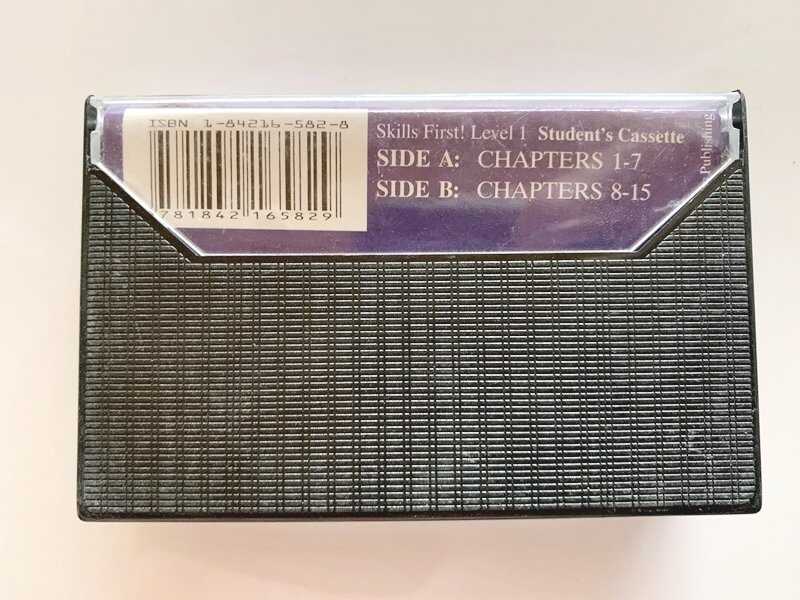 ISBN 1-84216-582-8
781842 165829
Skills First! Level 1 Student's Cassette
SIDE A: CHAPTERS 1-7
SIDE B: CHAPTERS 8-15
Publishing